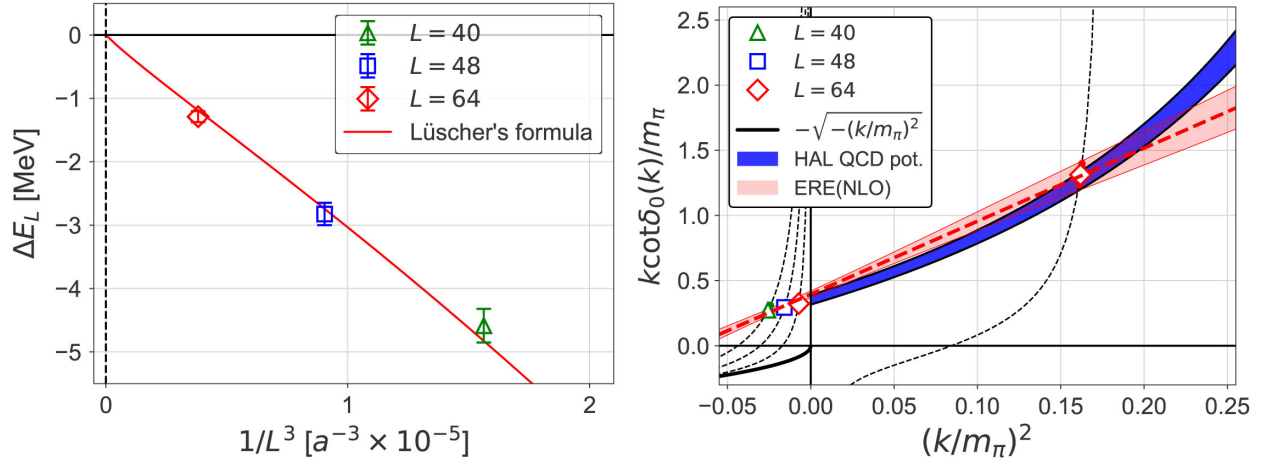 0
−1
−2
−3
−4
−5
ΔE_L [MeV]
L = 40
L = 48
L = 64
Lüscher's formula
0
1
2
1/L³ [a⁻³ × 10⁻⁵]
2.5
2.0
1.5
1.0
0.5
0.0
kcotδ₀(k)/m_π
L = 40
L = 48
L = 64
−√−(k/m_π)²
HAL QCD pot.
ERE(NLO)
−0.05
0.00
0.05
0.10
0.15
0.20
0.25
(k/m_π)²